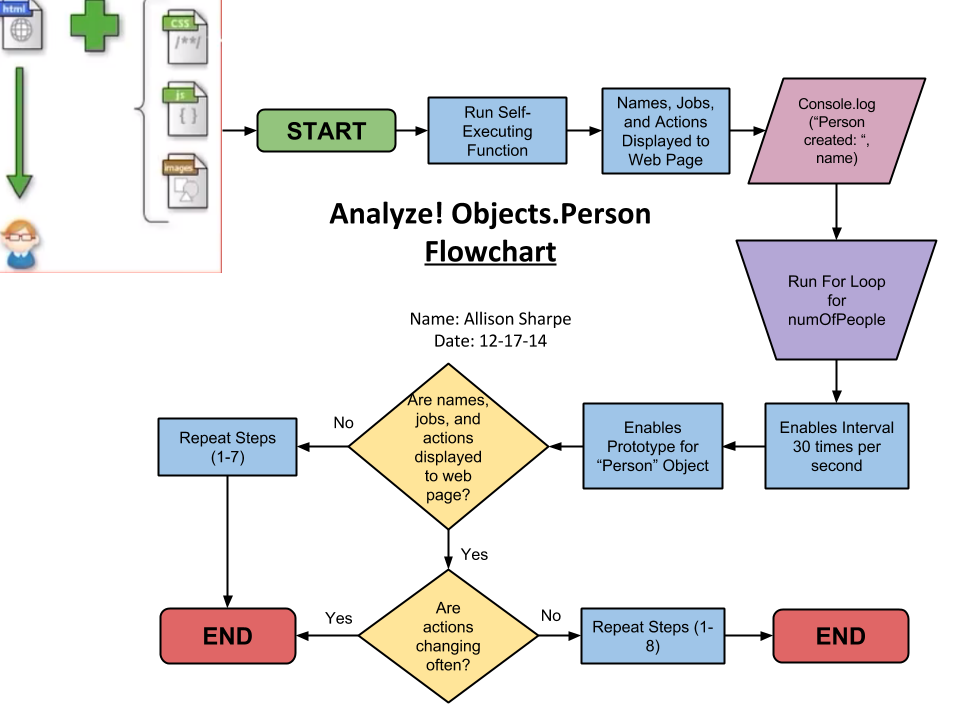 html
CSS
/**/
js
{ }
images
START
Run Self-
Executing
Function
Names, Jobs,
and Actions
Displayed to
Web Page
Console.log
(“Person
created: “,
name)
Analyze! Objects.Person
Flowchart
Run For Loop
for
numOfPeople
Name: Allison Sharpe
Date: 12-17-14
Are names,
jobs, and
actions
displayed
to web
page?
No
Repeat Steps
(1-7)
Enables
Prototype for
“Person” Object
Enables Interval
30 times per
second
Yes
Are
actions
changing
often?
Yes
END
No
Repeat Steps (1-
8)
END